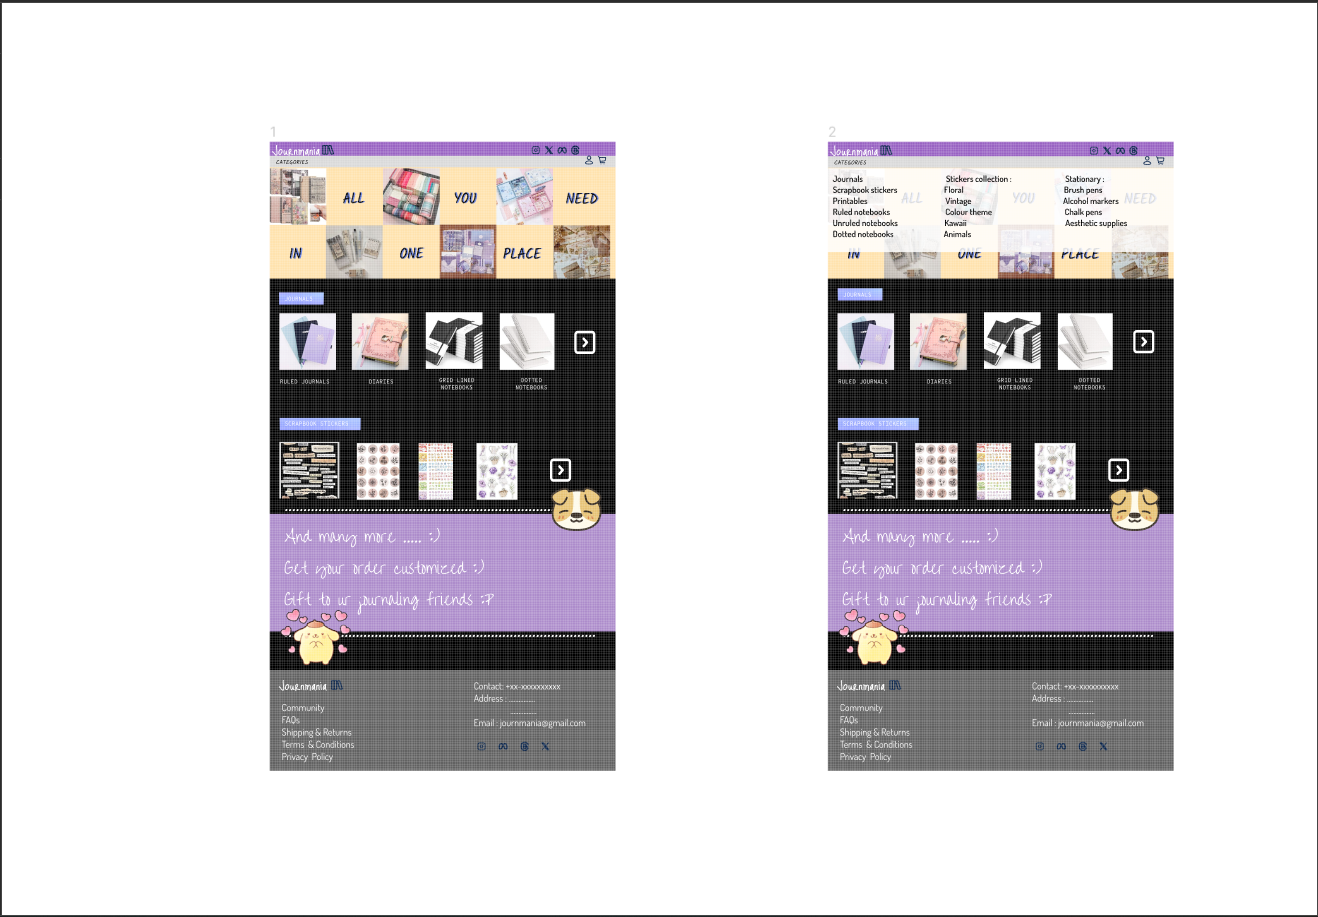 1
Journmania
CATEGORIES
ALL YOU NEED
IN ONE PLACE
JOURNALS
RULED JOURNALS
DIARIES
GRID LINED
NOTEBOOKS
DOTTED
NOTEBOOKS
SCRAPBOOK STICKERS
And many more ..... :)
Get your order customized :)
Gift to ur journaling friends :P
Journmania
Community
FAQs
Shipping & Returns
Terms & Conditions
Privacy Policy
Contact: +xx-xxxxxxxxxx
Address : ............
............
Email : journmania@gmail.com
2
Journmania
CATEGORIES
Journals
Scrapbook stickers
Printables
Ruled notebooks
Unruled notebooks
Dotted notebooks
Stickers collection :
Floral
Vintage
Colour theme
Kawaii
Animals
Stationary :
Brush pens
Alcohol markers
Chalk pens
Aesthetic supplies
ALL YOU NEED
IN ONE PLACE
JOURNALS
RULED JOURNALS
DIARIES
GRID LINED
NOTEBOOKS
DOTTED
NOTEBOOKS
SCRAPBOOK STICKERS
And many more ..... :)
Get your order customized :)
Gift to ur journaling friends :P
Journmania
Community
FAQs
Shipping & Returns
Terms & Conditions
Privacy Policy
Contact: +xx-xxxxxxxxxx
Address : ............
............
Email : journmania@gmail.com